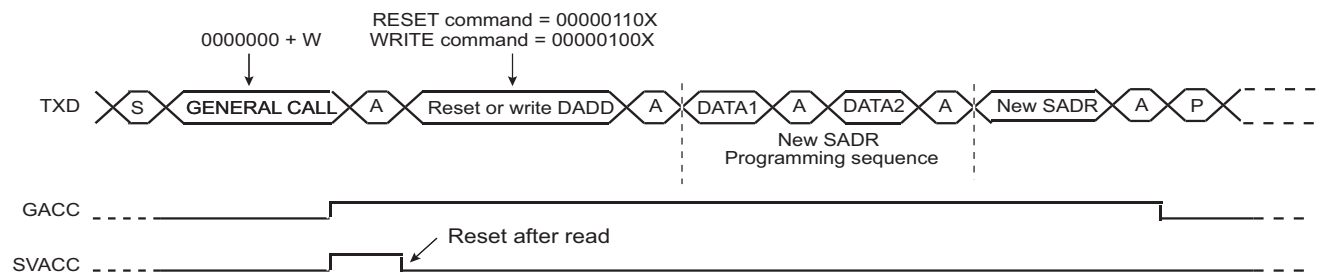 RESET command = 00000110X
0000000 + W
WRITE command = 00000100X
TXD S GENERAL CALL A Reset or write DADD A DATA1 A DATA2 A New SADR A P
New SADR
Programming sequence
GACC
Reset after read
SVACC